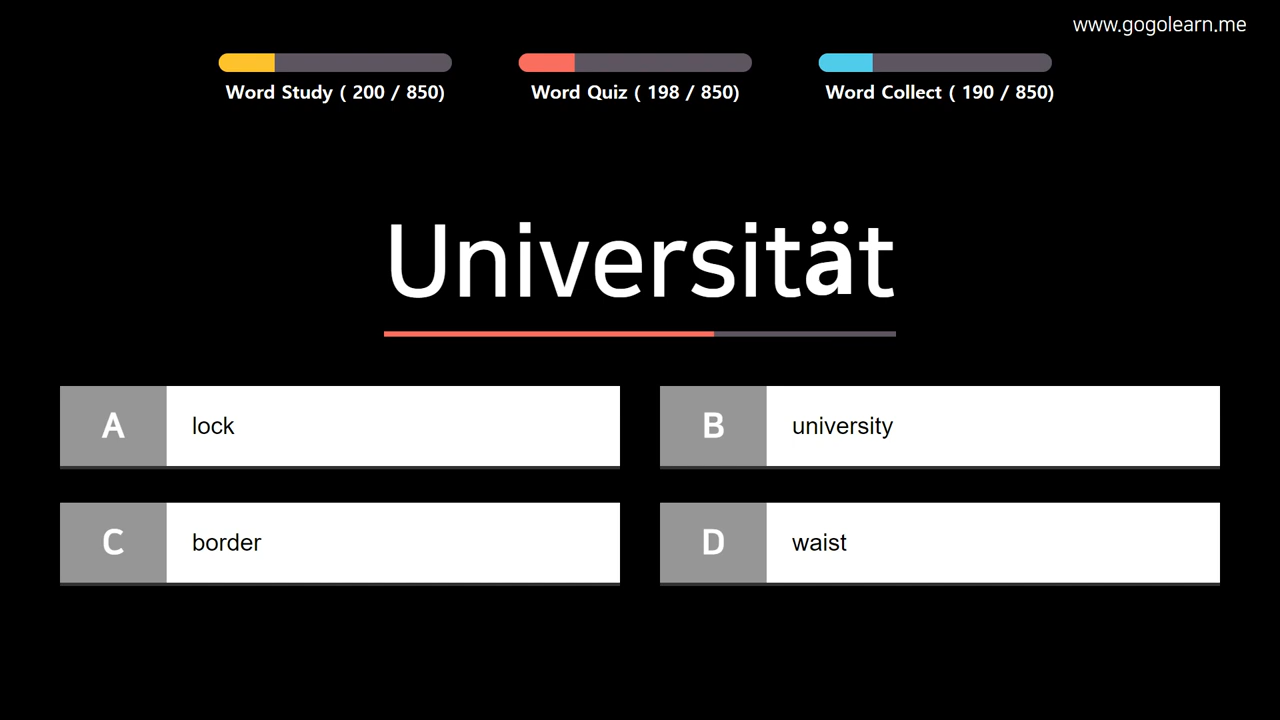 www.gogolearn.me
Word Study ( 200 / 850)
Word Quiz ( 198 / 850)
Word Collect ( 190 / 850)
Universität
A lock
B university
C border
D waist